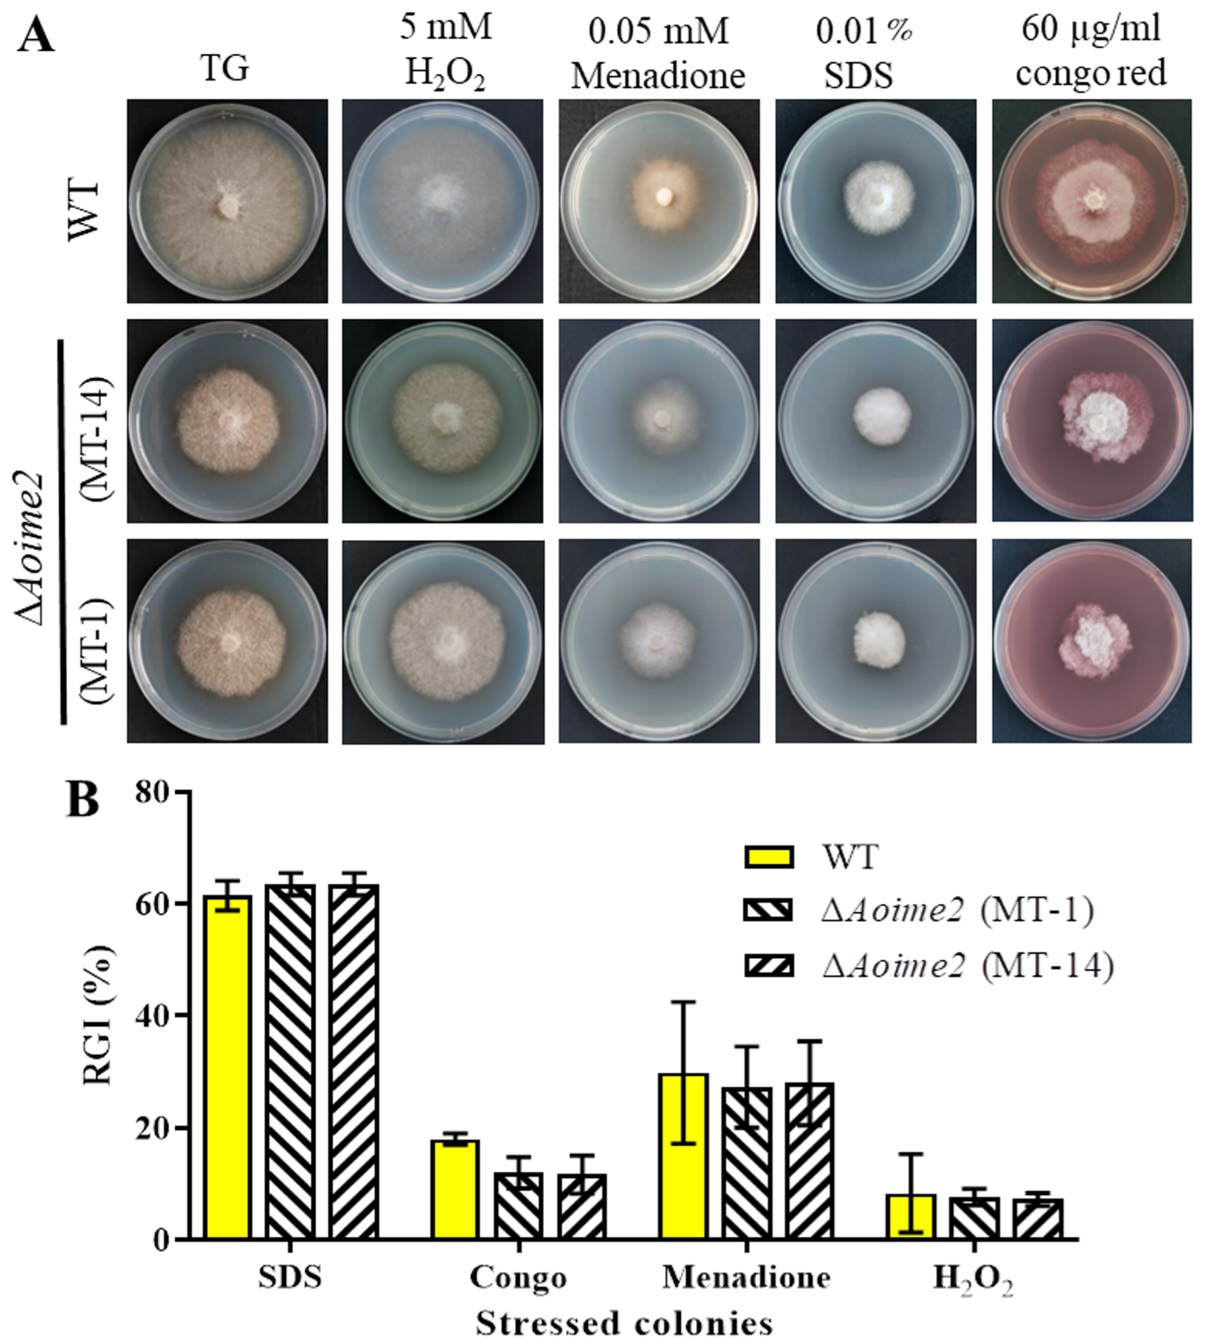 A
TG
5 mM
H₂O₂
0.05 mM
Menadione
0.01 %
SDS
60 µg/ml
congo red
WT
ΔAoime2
(MT-14)
(MT-1)
B
80
60
40
20
0
RGI (%)
WT
ΔAoime2 (MT-1)
ΔAoime2 (MT-14)
SDS
Congo
Menadione
H₂O₂
Stressed colonies